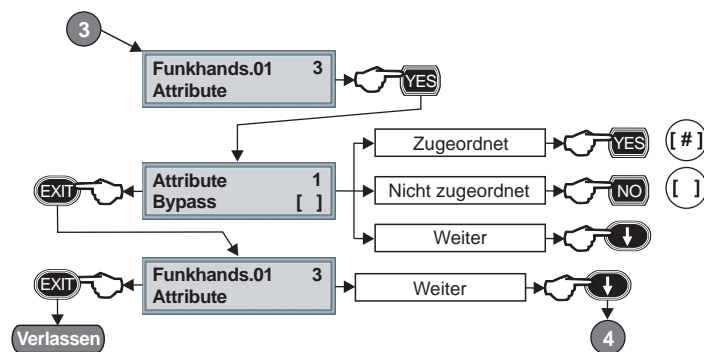 3
Funkhands.01 3
Attribute
YES
Zugeordnet
YES
[ # ]
EXIT
Attribute 1
Bypass [ ]
Nicht zugeordnet
NO
[ ]
Weiter
EXIT
Funkhands.01 3
Attribute
Weiter
Verlassen
4